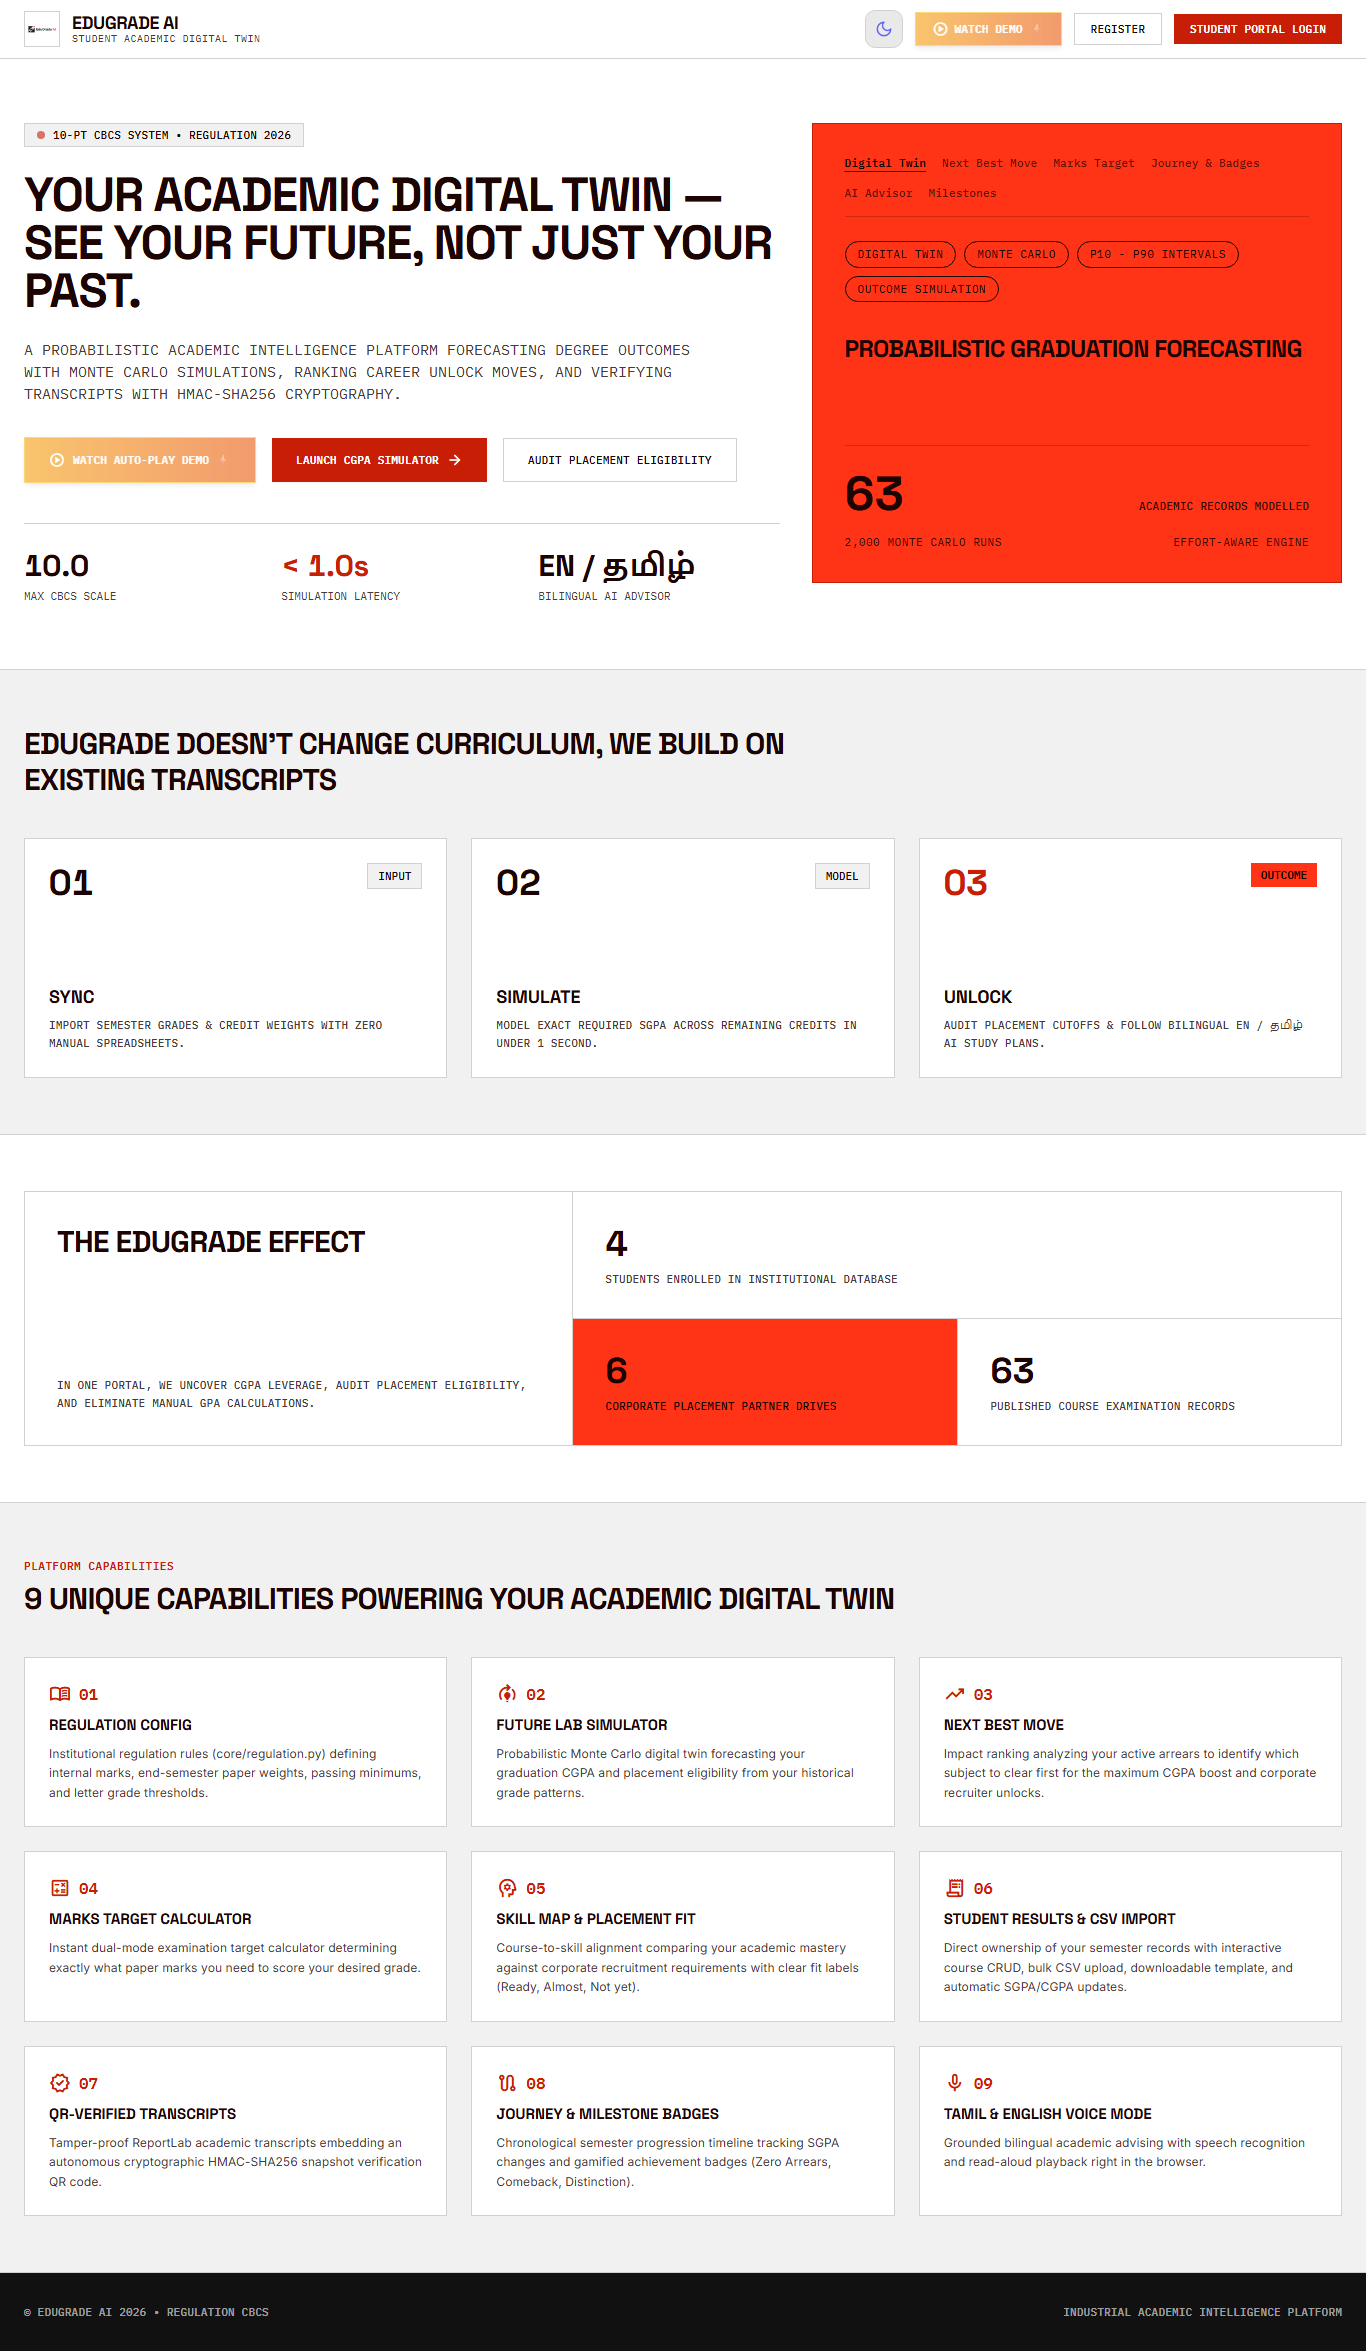 EDUGRADE AI
STUDENT ACADEMIC DIGITAL TWIN
WATCH DEMO
REGISTER
STUDENT PORTAL LOGIN
10-PT CBCS SYSTEM • REGULATION 2026
YOUR ACADEMIC DIGITAL TWIN —
SEE YOUR FUTURE, NOT JUST YOUR
PAST.
A PROBABILISTIC ACADEMIC INTELLIGENCE PLATFORM FORECASTING DEGREE OUTCOMES
WITH MONTE CARLO SIMULATIONS, RANKING CAREER UNLOCK MOVES, AND VERIFYING
TRANSCRIPTS WITH HMAC-SHA256 CRYPTOGRAPHY.
WATCH AUTO-PLAY DEMO
LAUNCH CGPA SIMULATOR →
AUDIT PLACEMENT ELIGIBILITY
10.0
MAX CBCS SCALE
< 1.0s
SIMULATION LATENCY
EN / தமிழ்
BILINGUAL AI ADVISOR
Digital Twin Next Best Move Marks Target Journey & Badges
AI Advisor Milestones
DIGITAL TWIN MONTE CARLO P10 - P90 INTERVALS
OUTCOME SIMULATION
PROBABILISTIC GRADUATION FORECASTING
63
ACADEMIC RECORDS MODELLED
2,000 MONTE CARLO RUNS
EFFORT-AWARE ENGINE
EDUGRADE DOESN'T CHANGE CURRICULUM, WE BUILD ON
EXISTING TRANSCRIPTS
01
INPUT
SYNC
IMPORT SEMESTER GRADES & CREDIT WEIGHTS WITH ZERO
MANUAL SPREADSHEETS.
02
MODEL
SIMULATE
MODEL EXACT REQUIRED SGPA ACROSS REMAINING CREDITS IN
UNDER 1 SECOND.
03
OUTCOME
UNLOCK
AUDIT PLACEMENT CUTOFFS & FOLLOW BILINGUAL EN / தமிழ்
AI STUDY PLANS.
THE EDUGRADE EFFECT
IN ONE PORTAL, WE UNCOVER CGPA LEVERAGE, AUDIT PLACEMENT ELIGIBILITY,
AND ELIMINATE MANUAL GPA CALCULATIONS.
4
STUDENTS ENROLLED IN INSTITUTIONAL DATABASE
6
CORPORATE PLACEMENT PARTNER DRIVES
63
PUBLISHED COURSE EXAMINATION RECORDS
PLATFORM CAPABILITIES
9 UNIQUE CAPABILITIES POWERING YOUR ACADEMIC DIGITAL TWIN
01
REGULATION CONFIG
Institutional regulation rules (core/regulation.py) defining
internal marks, end-semester paper weights, passing minimums,
and letter grade thresholds.
02
FUTURE LAB SIMULATOR
Probabilistic Monte Carlo digital twin forecasting your
graduation CGPA and placement eligibility from your historical
grade patterns.
03
NEXT BEST MOVE
Impact ranking analyzing your active arrears to identify which
subject to clear first for the maximum CGPA boost and corporate
recruiter unlocks.
04
MARKS TARGET CALCULATOR
Instant dual-mode examination target calculator determining
exactly what paper marks you need to score your desired grade.
05
SKILL MAP & PLACEMENT FIT
Course-to-skill alignment comparing your academic mastery
against corporate recruitment requirements with clear fit labels
(Ready, Almost, Not yet).
06
STUDENT RESULTS & CSV IMPORT
Direct ownership of your semester records with interactive
course CRUD, bulk CSV upload, downloadable template, and
automatic SGPA/CGPA updates.
07
QR-VERIFIED TRANSCRIPTS
Tamper-proof ReportLab academic transcripts embedding an
autonomous cryptographic HMAC-SHA256 snapshot verification
QR code.
08
JOURNEY & MILESTONE BADGES
Chronological semester progression timeline tracking SGPA
changes and gamified achievement badges (Zero Arrears,
Comeback, Distinction).
09
TAMIL & ENGLISH VOICE MODE
Grounded bilingual academic advising with speech recognition
and read-aloud playback right in the browser.
© EDUGRADE AI 2026 • REGULATION CBCS
INDUSTRIAL ACADEMIC INTELLIGENCE PLATFORM